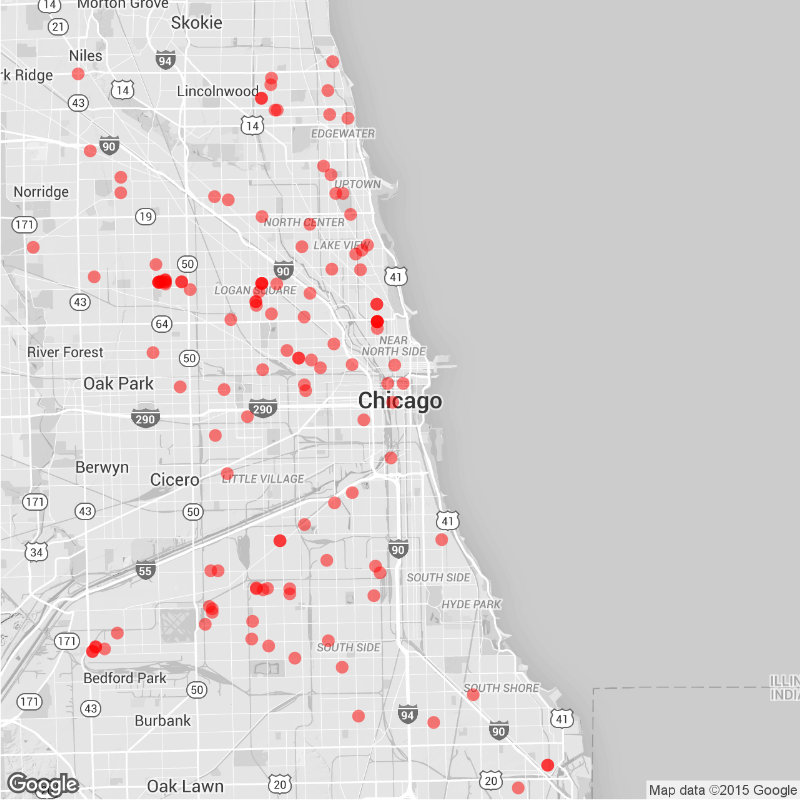 Morton Grove
14
21
Skokie
Niles
94
rk Ridge
14
Lincolnwood
43
14
EDGEWATER
90
UPTOWN
Norridge
19
NORTH CENTER
171
LAKE VIEW
50
90
41
LOGAN SQUARE
43
64
NEAR
NORTH SIDE
River Forest
50
Oak Park
290
290
Chicago
Berwyn
Cicero
LITTLE VILLAGE
171
43
50
41
34
90
55
SOUTH SIDE
HYDE PARK
171
SOUTH SIDE
Bedford Park
ILLIN
INDIA
50
SOUTH SHORE
171
43
Burbank
94
41
90
Google
Oak Lawn
20
20
Map data ©2015 Google